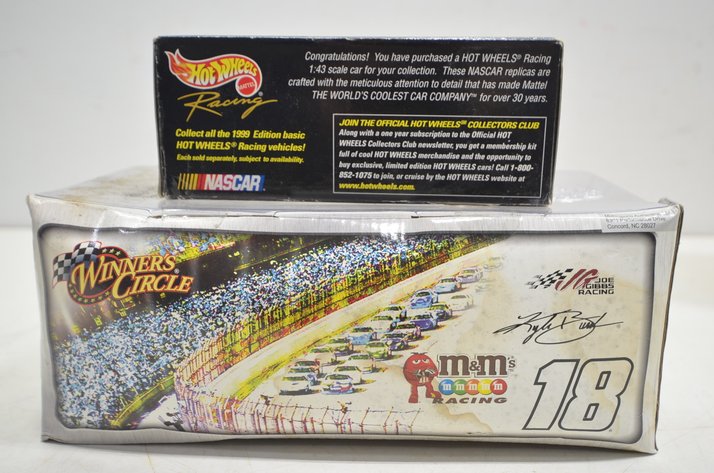 Hot Wheels
MATTEL
Racing
Congratulations! You have purchased a HOT WHEELS® Racing
1:43 scale car for your collection. These NASCAR replicas are
crafted with the meticulous attention to detail that has made Mattel
THE WORLD'S COOLEST CAR COMPANY™ for over 30 years.
Collect all the 1999 Edition basic
HOT WHEELS® Racing vehicles!
Each sold separately, subject to availability.
NASCAR
JOIN THE OFFICIAL HOT WHEELS℠ COLLECTORS CLUB
Along with a one year subscription to the Official HOT
WHEELS Collectors Club newsletter, you get a membership kit
full of cool HOT WHEELS merchandise and the opportunity to
buy exclusive, limited edition HOT WHEELS cars! Call 1-800-
852-1075 to join, or cruise by the HOT WHEELS website at
www.hotwheels.com.
Concord, NC 28027
WINNER'S
CIRCLE®
JOE
GIBBS
RACING
Kyle Busch
m&m's
m m m m m
RACING
18